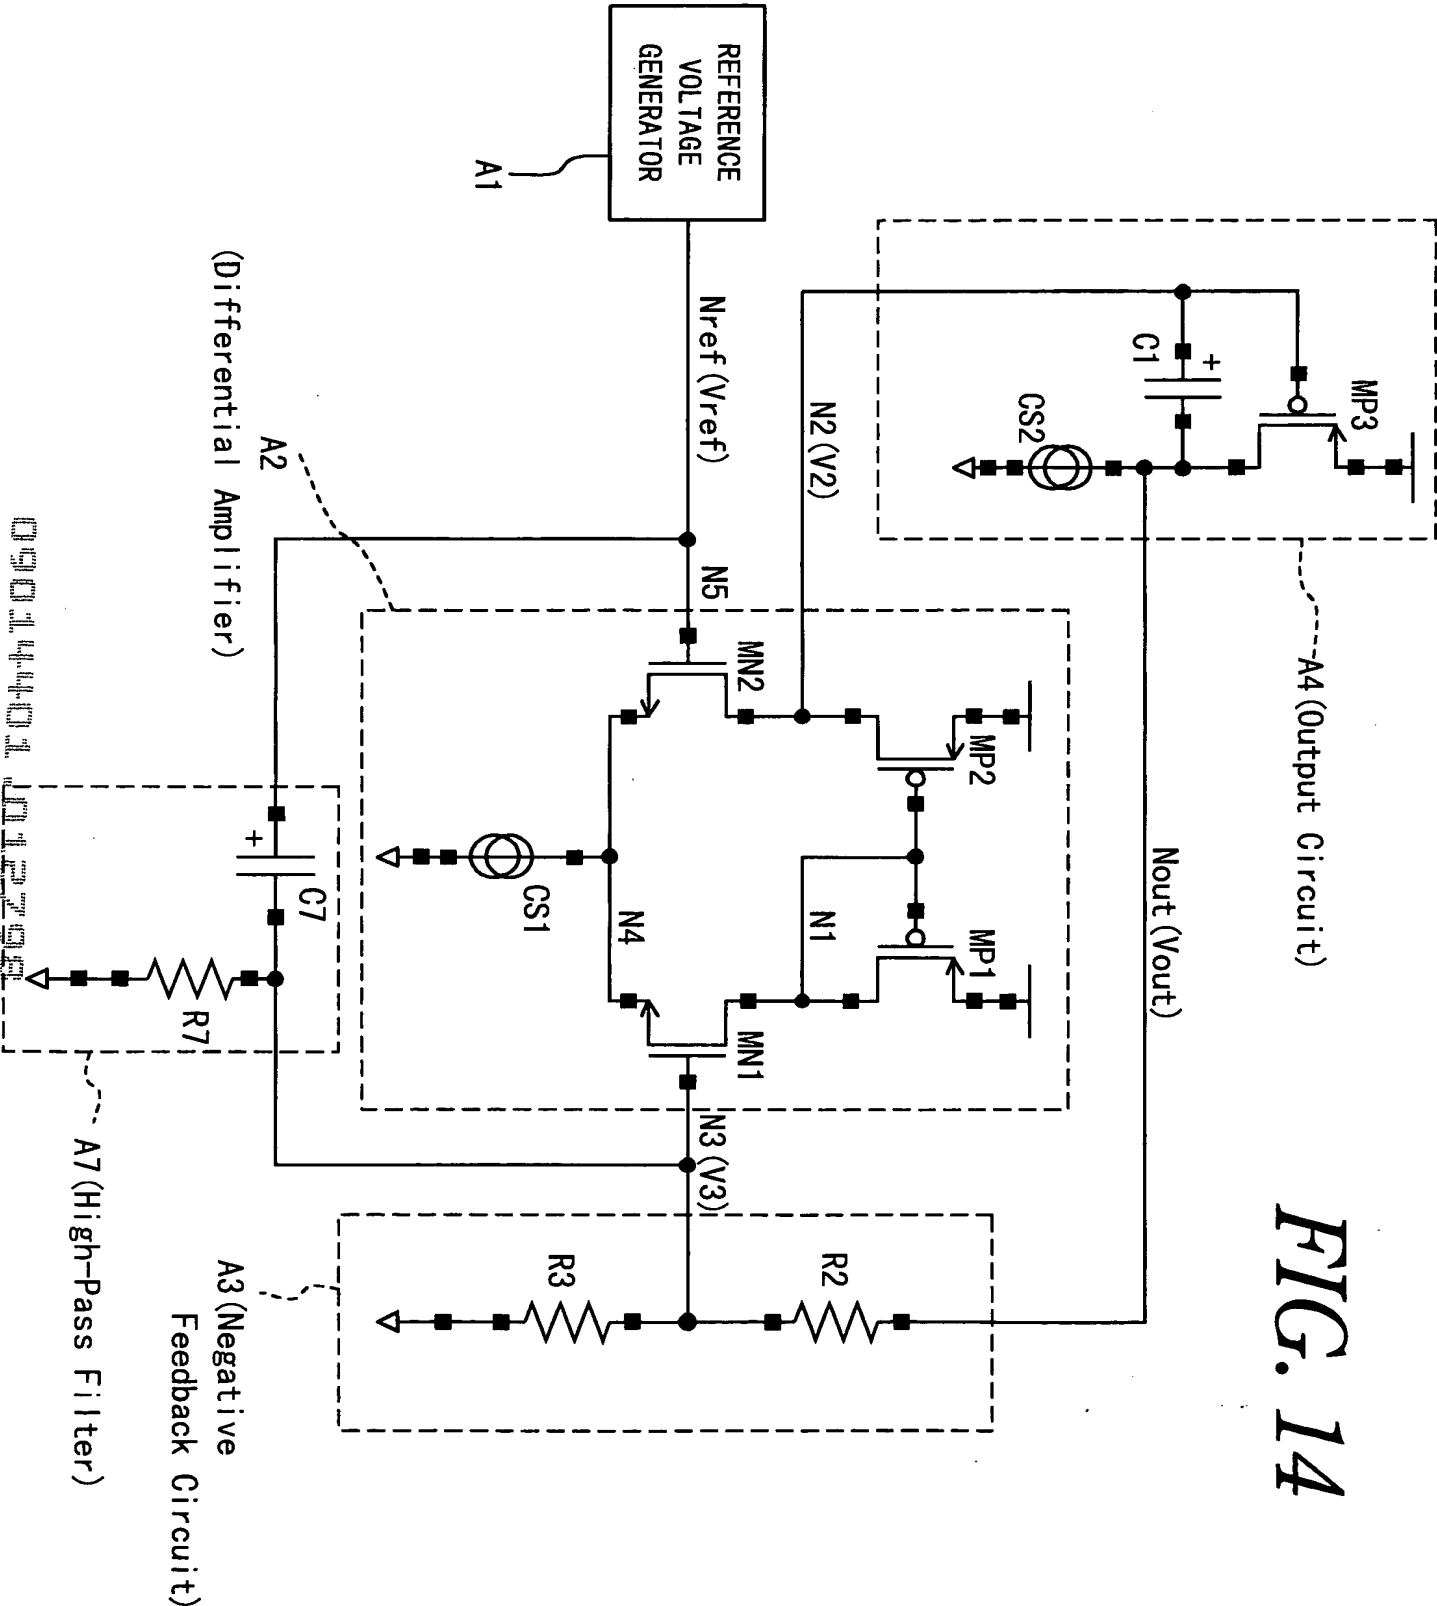 FIG. 14
A4 (Output Circuit)
MP3
C1
+
CS2
Nout (Vout)
N2 (V2)
MP2
MP1
N1
REFERENCE
VOLTAGE
GENERATOR
A1
Nref (Vref)
N5
MN2
MN1
N3 (V3)
R2
N4
CS1
R3
A2
(Differential Amplifier)
A3 (Negative
Feedback Circuit)
C7
+
R7
A7 (High-Pass Filter)
09014401 012798